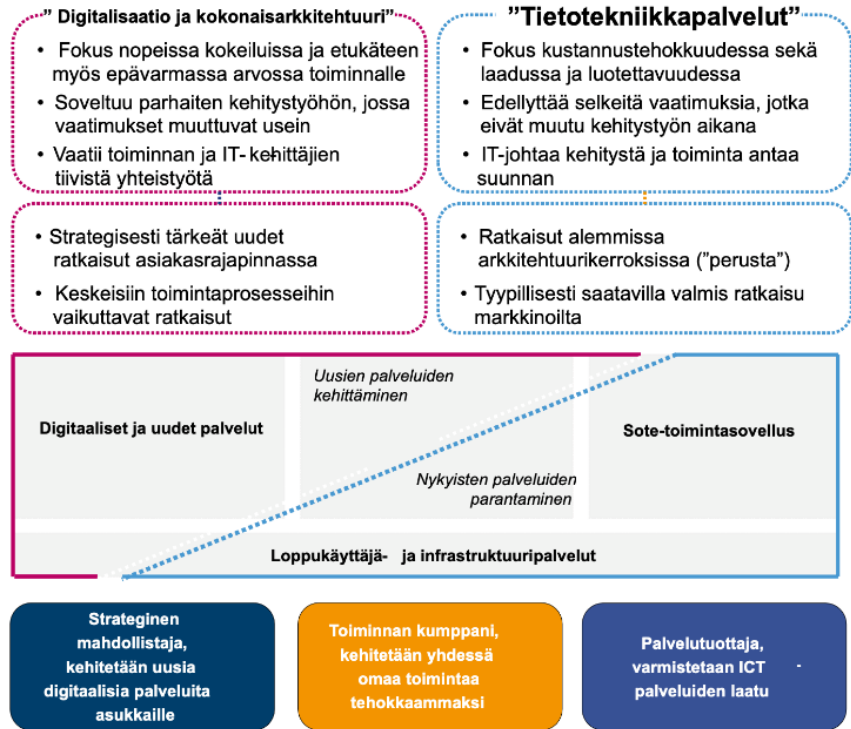 ” Digitalisaatio ja kokonaisarkkitehtuuri”
• Fokus nopeissa kokeiluissa ja etukäteen
myös epävarmassa arvossa toiminnalle
• Soveltuu parhaiten kehitystyöhön, jossa
vaatimukset muuttuvat usein
• Vaatii toiminnan ja IT-kehittäjien
tiivistä yhteistyötä
• Strategisesti tärkeät uudet
ratkaisut asiakasrajapinnassa
• Keskeisiin toimintaprosesseihin
vaikuttavat ratkaisut
”Tietotekniikkapalvelut”
• Fokus kustannustehokkuudessa sekä
laadussa ja luotettavuudessa
• Edellyttää selkeitä vaatimuksia, jotka
eivät muutu kehitystyön aikana
• IT-johtaa kehitystä ja toiminta antaa
suunnan
• Ratkaisut alemmissa
arkkitehtuurikerroksissa (”perusta”)
• Tyypillisesti saatavilla valmis ratkaisu
markkinoilta
Digitaaliset ja uudet palvelut
Uusien palveluiden
kehittäminen
Nykyisten palveluiden
parantaminen
Sote-toimintasovellus
Loppukäyttäjä- ja infrastruktuuripalvelut
Strateginen
mahdollistaja,
kehitetään uusia
digitaalisia palveluita
asukkaille
Toiminnan kumppani,
kehitetään yhdessä
omaa toimintaa
tehokkaammaksi
Palvelutuottaja,
varmistetaan ICT -
palveluiden laatu